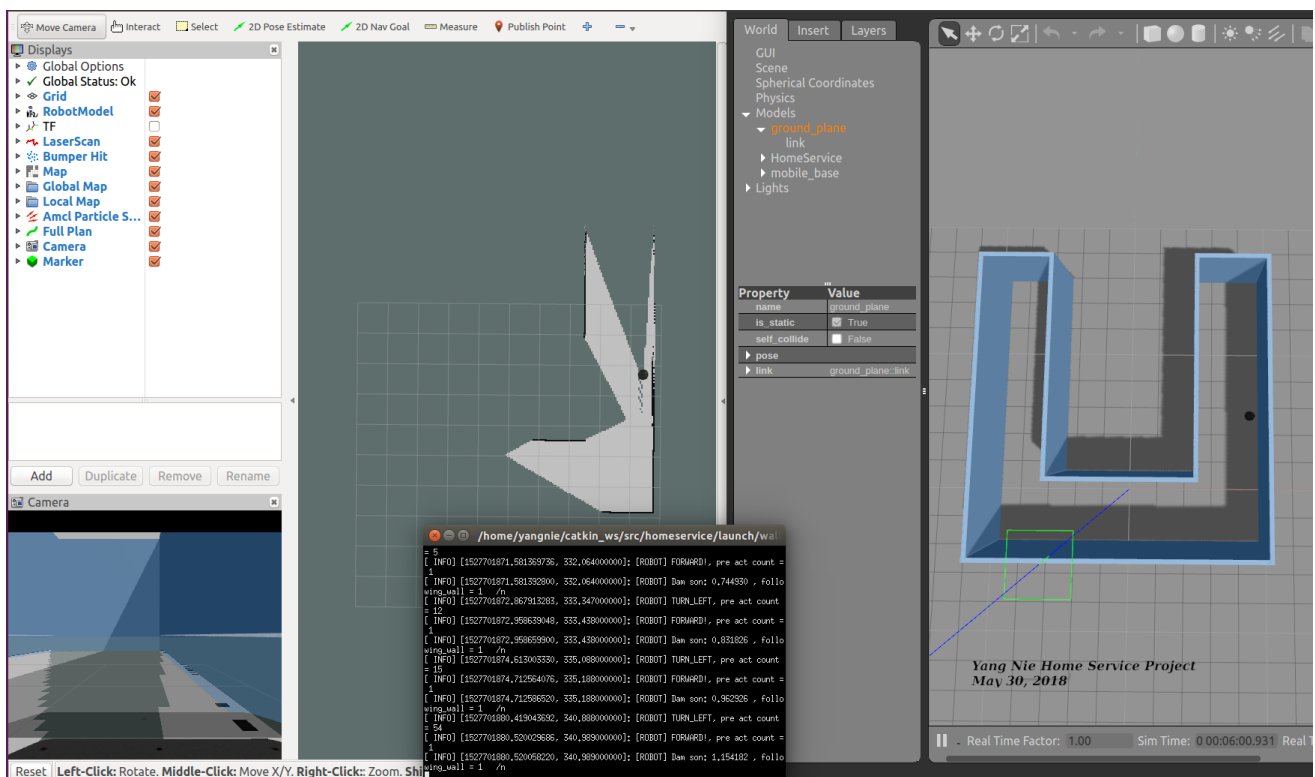 Move Camera Interact Select 2D Pose Estimate 2D Nav Goal Measure Publish Point
Displays
Global Options
Global Status: Ok
Grid
RobotModel
TF
LaserScan
Bumper Hit
Map
Global Map
Local Map
Amcl Particle S...
Full Plan
Camera
Marker
Add Duplicate Remove Rename
Camera
Reset Left-Click: Rotate. Middle-Click: Move X/Y. Right-Click:: Zoom. Shi
/home/yangnie/catkin_ws/src/homeservice/launch/wal
= 5
[ INFO] [1527701871.581369736, 332.064000000]: [ROBOT] FORWARD!, pre act count =
1
[ INFO] [1527701871.581392800, 332.064000000]: [ROBOT] Dam son: 0.744930 , follo
wing_wall = 1 /n
[ INFO] [1527701872.867913283, 333.347000000]: [ROBOT] TURN_LEFT, pre act count
= 12
[ INFO] [1527701872.958639048, 333.438000000]: [ROBOT] FORWARD!, pre act count =
1
[ INFO] [1527701872.958659900, 333.438000000]: [ROBOT] Dam son: 0.831826 , follo
wing_wall = 1 /n
[ INFO] [1527701874.613003330, 335.088000000]: [ROBOT] TURN_LEFT, pre act count
= 15
[ INFO] [1527701874.712564076, 335.188000000]: [ROBOT] FORWARD!, pre act count =
1
[ INFO] [1527701874.712586520, 335.188000000]: [ROBOT] Dam son: 0.962926 , follo
wing_wall = 1 /n
[ INFO] [1527701880.419043692, 340.888000000]: [ROBOT] TURN_LEFT, pre act count
= 54
[ INFO] [1527701880.520029686, 340.989000000]: [ROBOT] FORWARD!, pre act count =
1
[ INFO] [1527701880.520058220, 340.989000000]: [ROBOT] Dam son: 1.154182 , follo
wing_wall = 1 /n
World Insert Layers
GUI
Scene
Spherical Coordinates
Physics
Models
ground_plane
link
HomeService
mobile_base
Lights
Property Value
name ground_plane
is_static True
self_collide False
pose
link ground_plane::link
Yang Nie Home Service Project
May 30, 2018
Real Time Factor: 1.00 Sim Time: 0 00:06:00.931 Real T